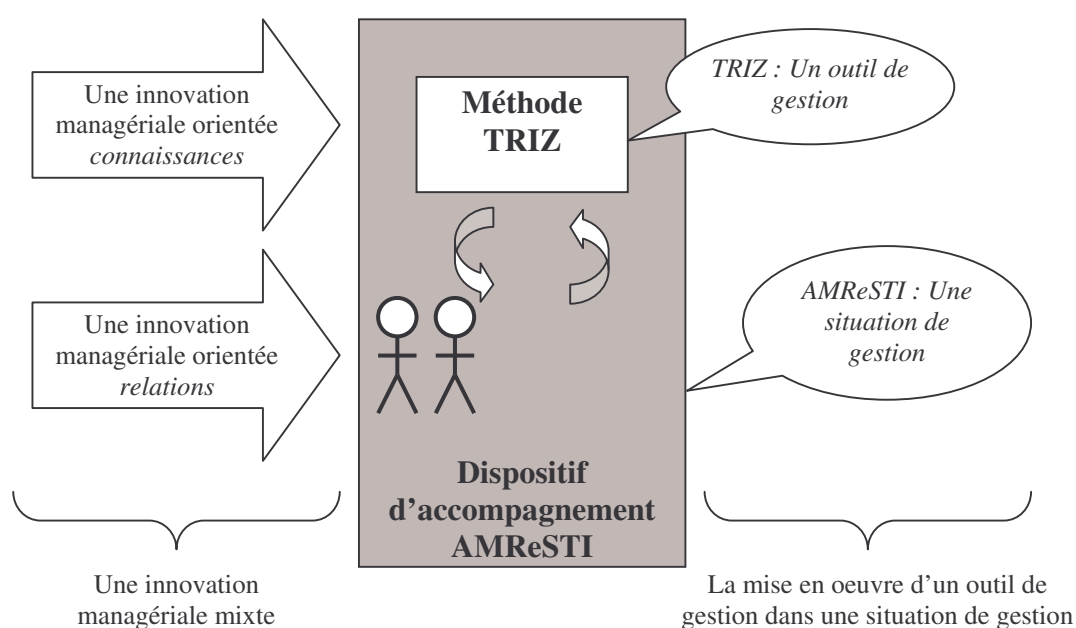 Une innovation
managériale orientée
connaissances
Une innovation
managériale orientée
relations
Une innovation
managériale mixte
Méthode
TRIZ
Dispositif
d’accompagnement
AMReSTI
TRIZ : Un outil de
gestion
AMReSTI : Une
situation de
gestion
La mise en oeuvre d’un outil de
gestion dans une situation de gestion